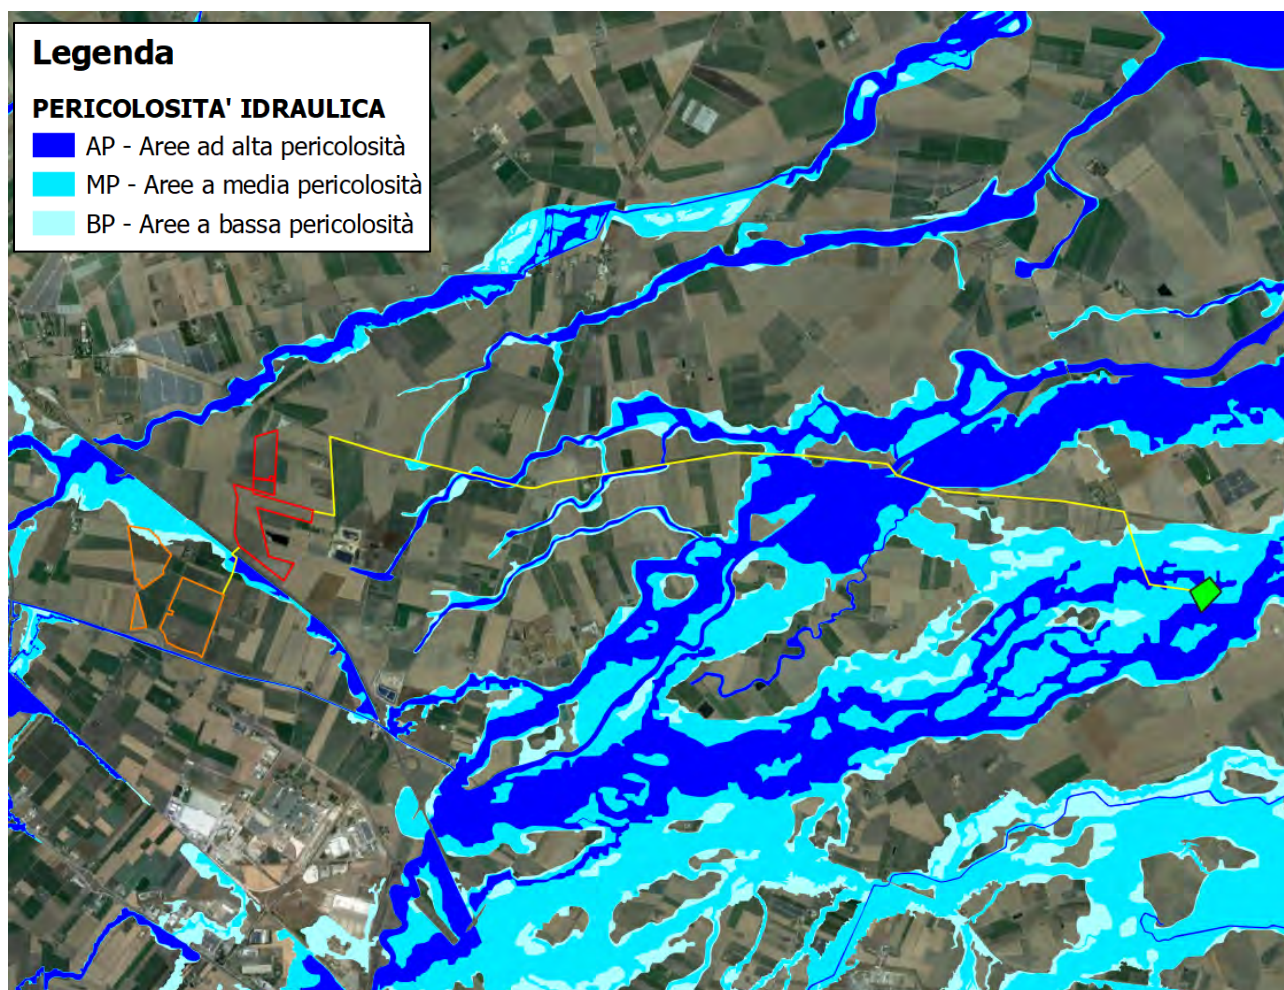 Legenda
PERICOLOSITA' IDRAULICA
AP - Aree ad alta pericolosità
MP - Aree a media pericolosità
BP - Aree a bassa pericolosità